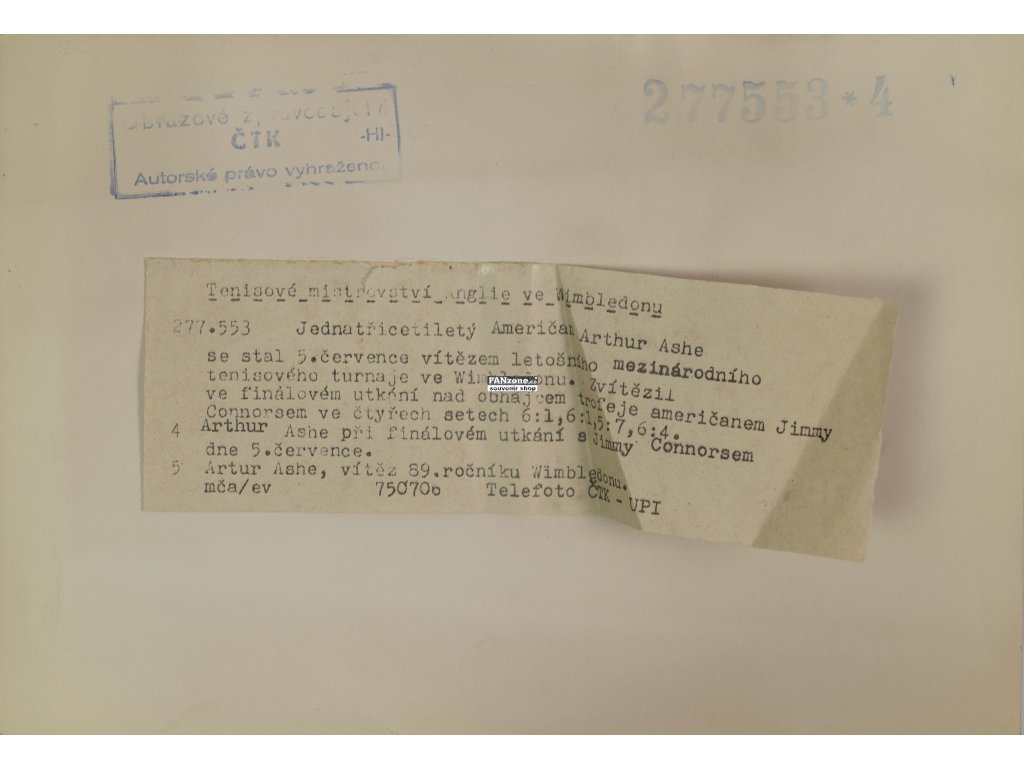 Obrazové zpravodajství
ČTK -HI-
Autorské právo vyhraženo.
277553*4
Tenisové mistrovství Anglie ve Wimbledonu
277.553 Jednatřicetiletý Američan Arthur Ashe
se stal 5.července vítězem letošního mezinárodního
tenisového turnaje ve Wimbledonu. Zvítězil
ve finálovém utkání nad obhájcem trofeje američanem Jimmy
Connorsem ve čtyřech setech 6:1,6:1,5:7,6:4.
4 Arthur Ashe při finálovém utkání s Jimmy Connorsem
dne 5.července.
5 Artur Ashe, vítěz 89.ročníku Wimbledonu.
mča/ev 750706 Telefoto ČTK - UPI
FANzone.cz
souvenir shop